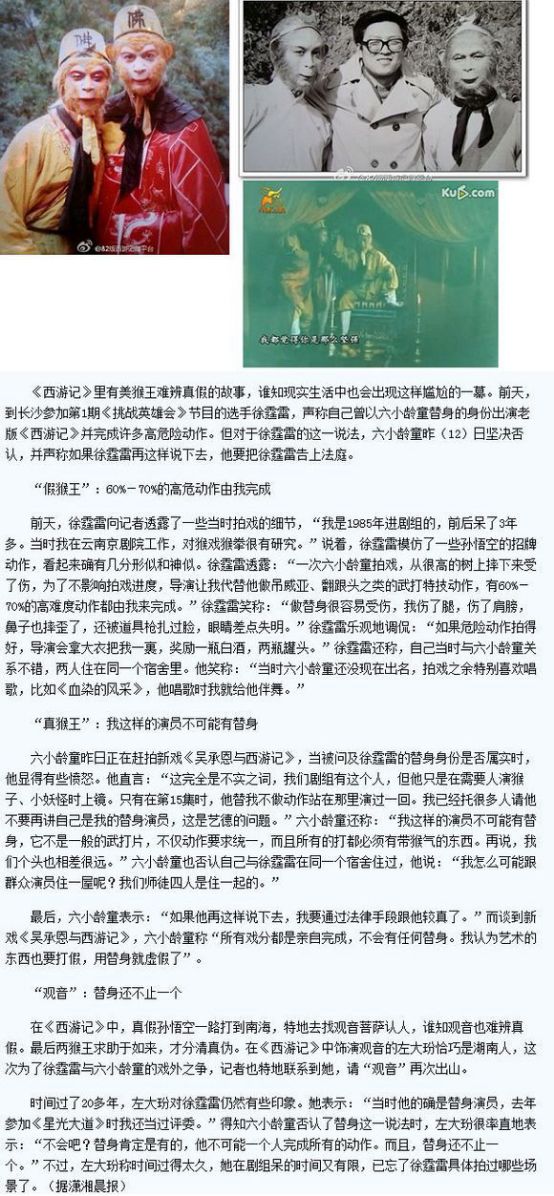 佛
@82版西游记微平台
KU6.com
我都觉得你是那么坚强
《西游记》里有美猴王难辨真假的故事，谁知现实生活中也会出现这样尴尬的一幕。前天，
到长沙参加第1期《挑战英雄会》节目的选手徐霆雷，声称自己曾以六小龄童替身的身份出演老
版《西游记》并完成许多高危险动作。但对于徐霆雷的这一说法，六小龄童昨（12）日坚决否
认，并声称如果徐霆雷再这样说下去，他要把徐霆雷告上法庭。
“假猴王”：60%－70%的高危动作由我完成
前天，徐霆雷向记者透露了一些当时拍戏的细节，“我是1985年进剧组的，前后呆了3年
多。当时我在云南京剧院工作，对猴戏猴拳很有研究。”说着，徐霆雷模仿了一些孙悟空的招牌
动作，看起来确有几分形似和神似。徐霆雷透露：“一次六小龄童拍戏，从很高的树上摔下来受
了伤，为了不影响拍戏进度，导演让我代替他做吊威亚、翻跟头之类的武打特技动作，有60%－
70%的高难度动作都由我来完成。”徐霆雷笑称：“做替身很容易受伤，我伤了腿，伤了肩膀，
鼻子也摔歪了，还被道具枪扎过脸，眼睛差点失明。”徐霆雷乐观地调侃：“如果危险动作拍得
好，导演会拿大衣把我一裹，奖励一瓶白酒，两瓶罐头。”徐霆雷还称，自己当时与六小龄童关
系不错，两人住在同一个宿舍里。他笑称：“当时六小龄童还没现在出名，拍戏之余特别喜欢唱
歌，比如《血染的风采》，他唱歌时我就给他伴舞。”
“真猴王”：我这样的演员不可能有替身
六小龄童昨日正在赶拍新戏《吴承恩与西游记》，当被问及徐霆雷的替身身份是否属实时，
他显得有些愤怒。他直言：“这完全是不实之词，我们剧组有这个人，但他只是在需要人演猴
子、小妖怪时上镜。只有在第15集时，他替我不做动作站在那里演过一回。我已经托很多人请他
不要再讲自己是我的替身演员，这是艺德的问题。”六小龄童还称：“我这样的演员不可能有替
身，它不是一般的武打片，不仅动作要求统一，而且所有的打都必须有带猴气的东西。再说，我
们个头也相差很远。”六小龄童也否认自己与徐霆雷在同一个宿舍住过，他说：“我怎么可能跟
群众演员住一屋呢？我们师徒四人是住一起的。”
最后，六小龄童表示：“如果他再这样说下去，我要通过法律手段跟他较真了。”而谈到新
戏《吴承恩与西游记》，六小龄童称“所有戏分都是亲自完成，不会有任何替身。我认为艺术的
东西也要打假，用替身就虚假了”。
“观音”：替身还不止一个
在《西游记》中，真假孙悟空一路打到南海，特地去找观音菩萨认人，谁知观音也难辨真
假。最后两猴王求助于如来，才分清真伪。在《西游记》中饰演观音的左大玢恰巧是湖南人，这
次为了徐霆雷与六小龄童的戏外之争，记者也特地联系到她，请“观音”再次出山。
时间过了20多年，左大玢对徐霆雷仍然有些印象。她表示：“当时他的确是替身演员，去年
参加《星光大道》时我还当过评委。”得知六小龄童否认了替身这一说法时，左大玢很率直地表
示：“不会吧？替身肯定是有的，他不可能一个人完成所有的动作。而且，替身还不止一
个。”不过，左大玢称时间过得太久，她在剧组呆的时间又有限，已忘了徐霆雷具体拍过哪些场
景了。（据潇湘晨报）